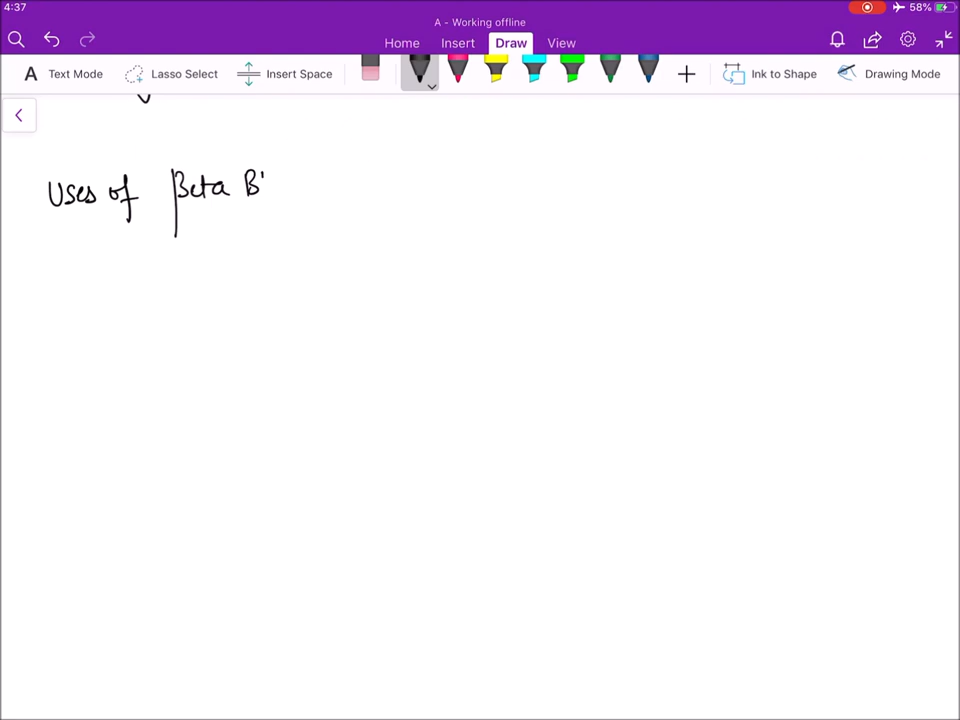 4:37
58%
A - Working offline
Home Insert Draw View
Text Mode Lasso Select Insert Space Ink to Shape Drawing Mode
Uses of Beta B